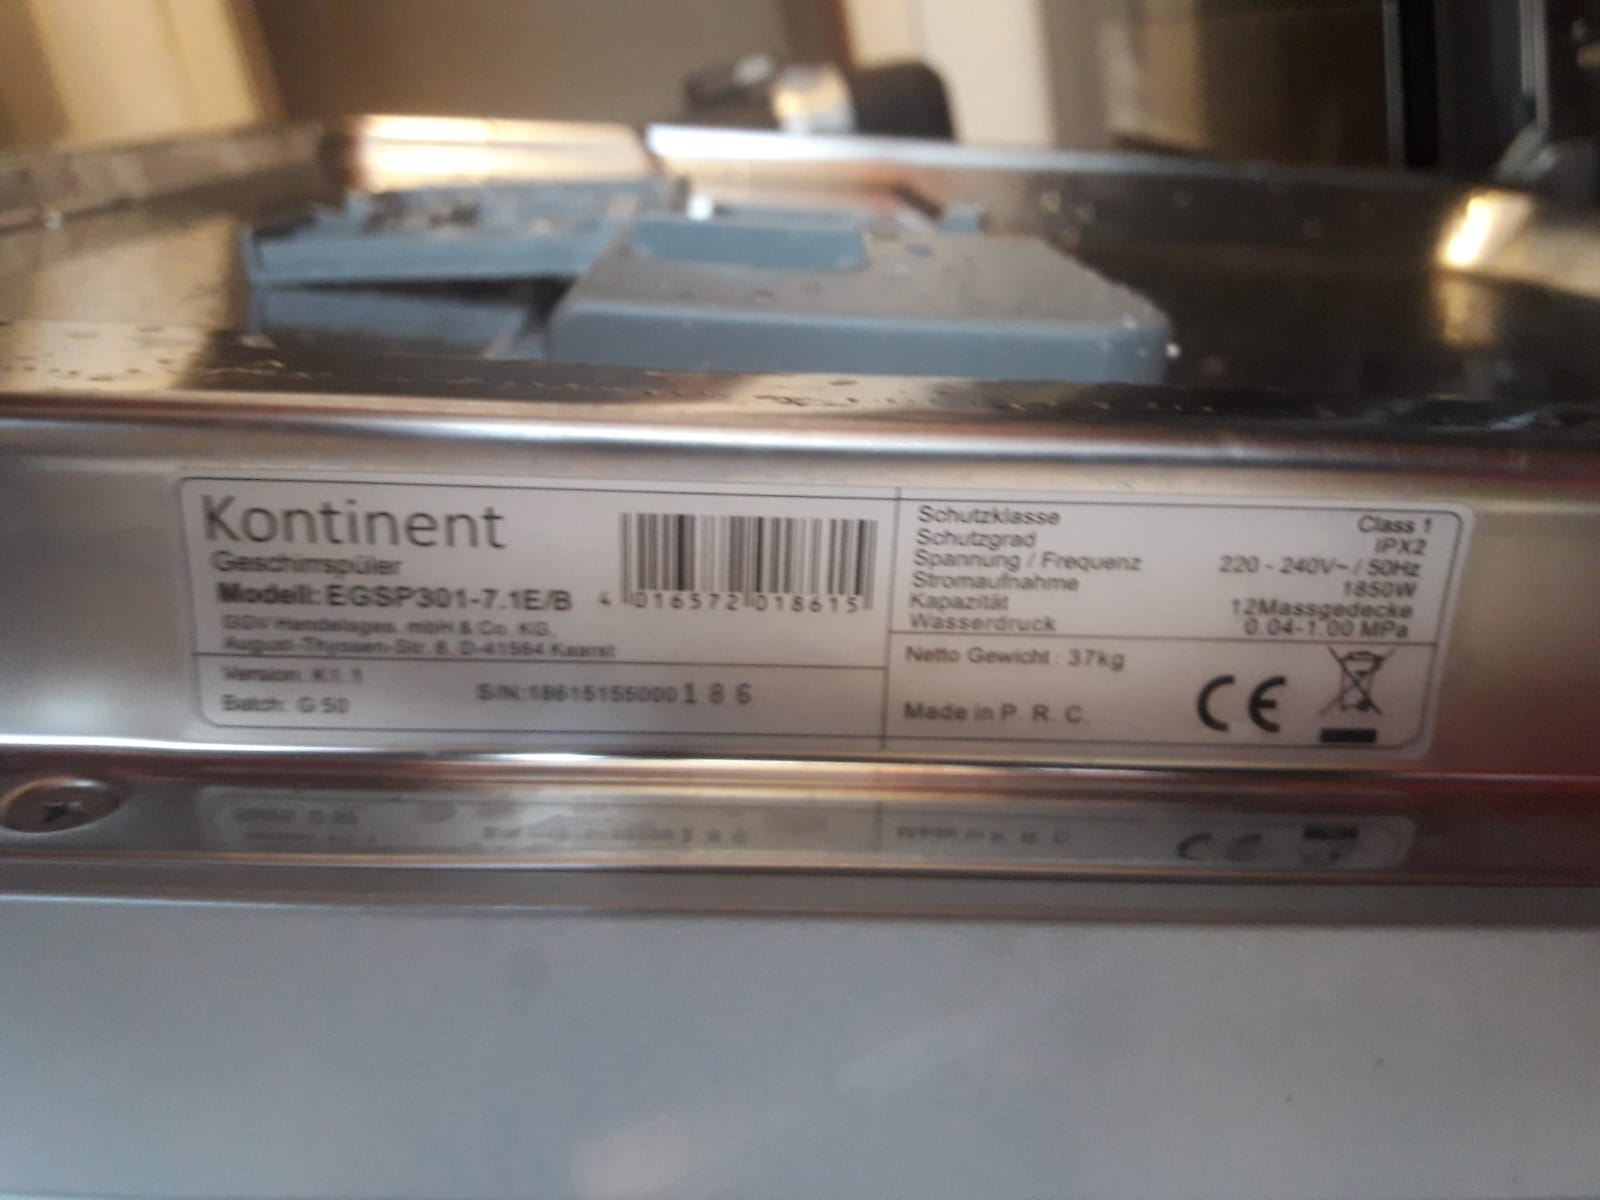 Kontinent
Geschirrspüler
Modell: EGSP301-7.1E/B
4 016572 018615
GGV Handelsges. mbH & Co. KG.
August-Thyssen-Str. 8, D-41564 Kaarst
Version: K1.1
Batch: G 50
S/N:18615155000186
Schutzklasse Class 1
Schutzgrad IPX2
Spannung / Frequenz 220 - 240V~ / 50Hz
Stromaufnahme 1850W
Kapazität 12Massgedecke
Wasserdruck 0.04-1.00 MPa
Netto Gewicht : 37kg
Made in P. R. C.
CE